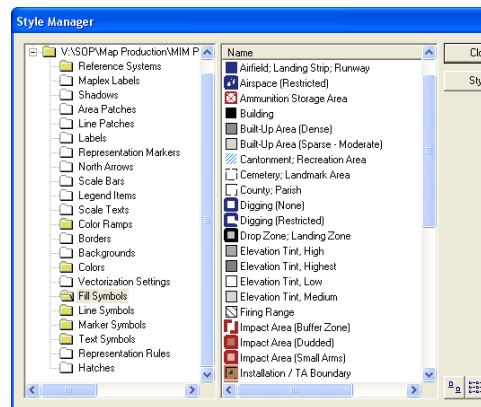 Style Manager
V:\SOP\Map Production\MIM P
Reference Systems
Maplex Labels
Shadows
Area Patches
Line Patches
Labels
Representation Markers
North Arrows
Scale Bars
Legend Items
Scale Texts
Color Ramps
Borders
Backgrounds
Colors
Vectorization Settings
Fill Symbols
Line Symbols
Marker Symbols
Text Symbols
Representation Rules
Hatches
Name
Airfield; Landing Strip; Runway
Airspace (Restricted)
Ammunition Storage Area
Building
Built-Up Area (Dense)
Built-Up Area (Sparse - Moderate)
Cantonment; Recreation Area
Cemetery; Landmark Area
County; Parish
Digging (None)
Digging (Restricted)
Drop Zone; Landing Zone
Elevation Tint, High
Elevation Tint, Highest
Elevation Tint, Low
Elevation Tint, Medium
Firing Range
Impact Area (Buffer Zone)
Impact Area (Dudded)
Impact Area (Small Arms)
Installation / TA Boundary
Clo
Sty